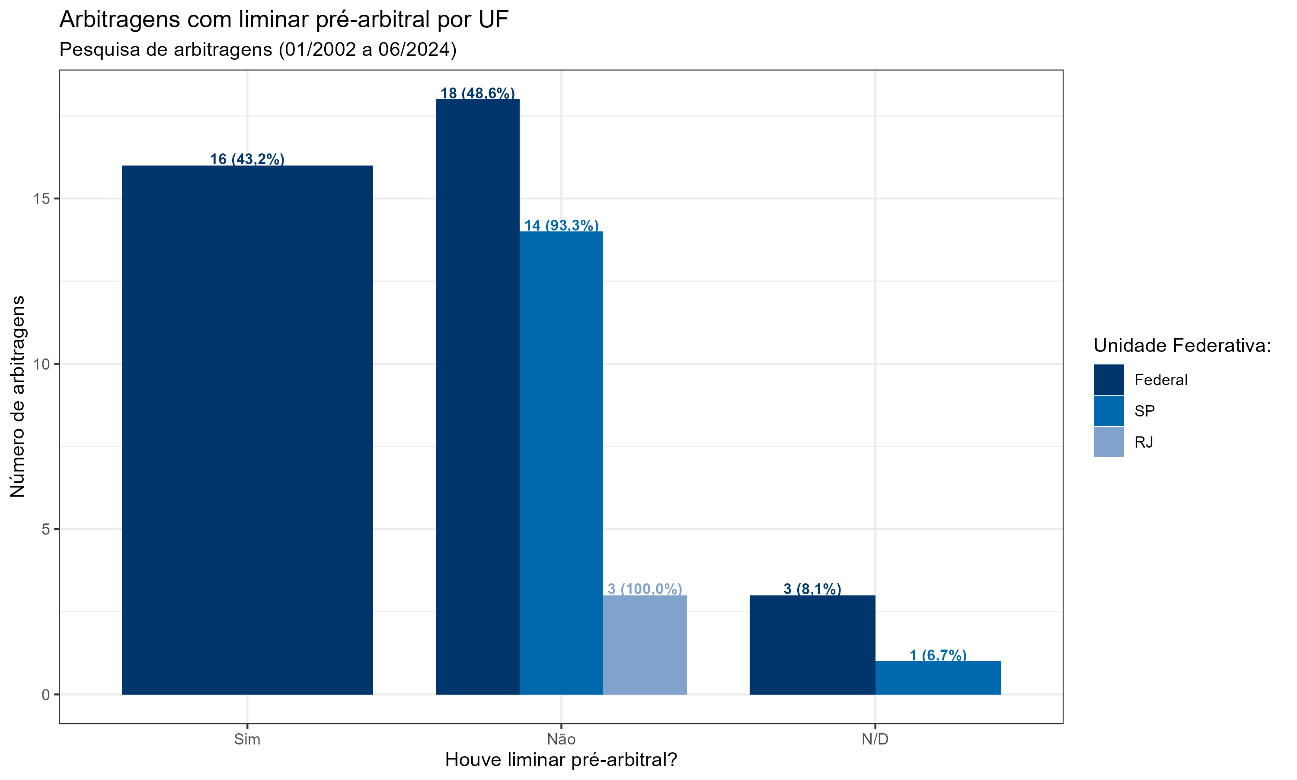 Arbitragens com liminar pré-arbitral por UF
Pesquisa de arbitragens (01/2002 a 06/2024)
18 (48,6%)
16 (43,2%)
14 (93,3%)
3 (100,0%)
3 (8,1%)
1 (6,7%)
15
10
5
0
Número de arbitragens
Sim
Não
N/D
Houve liminar pré-arbitral?
Unidade Federativa:
Federal
SP
RJ